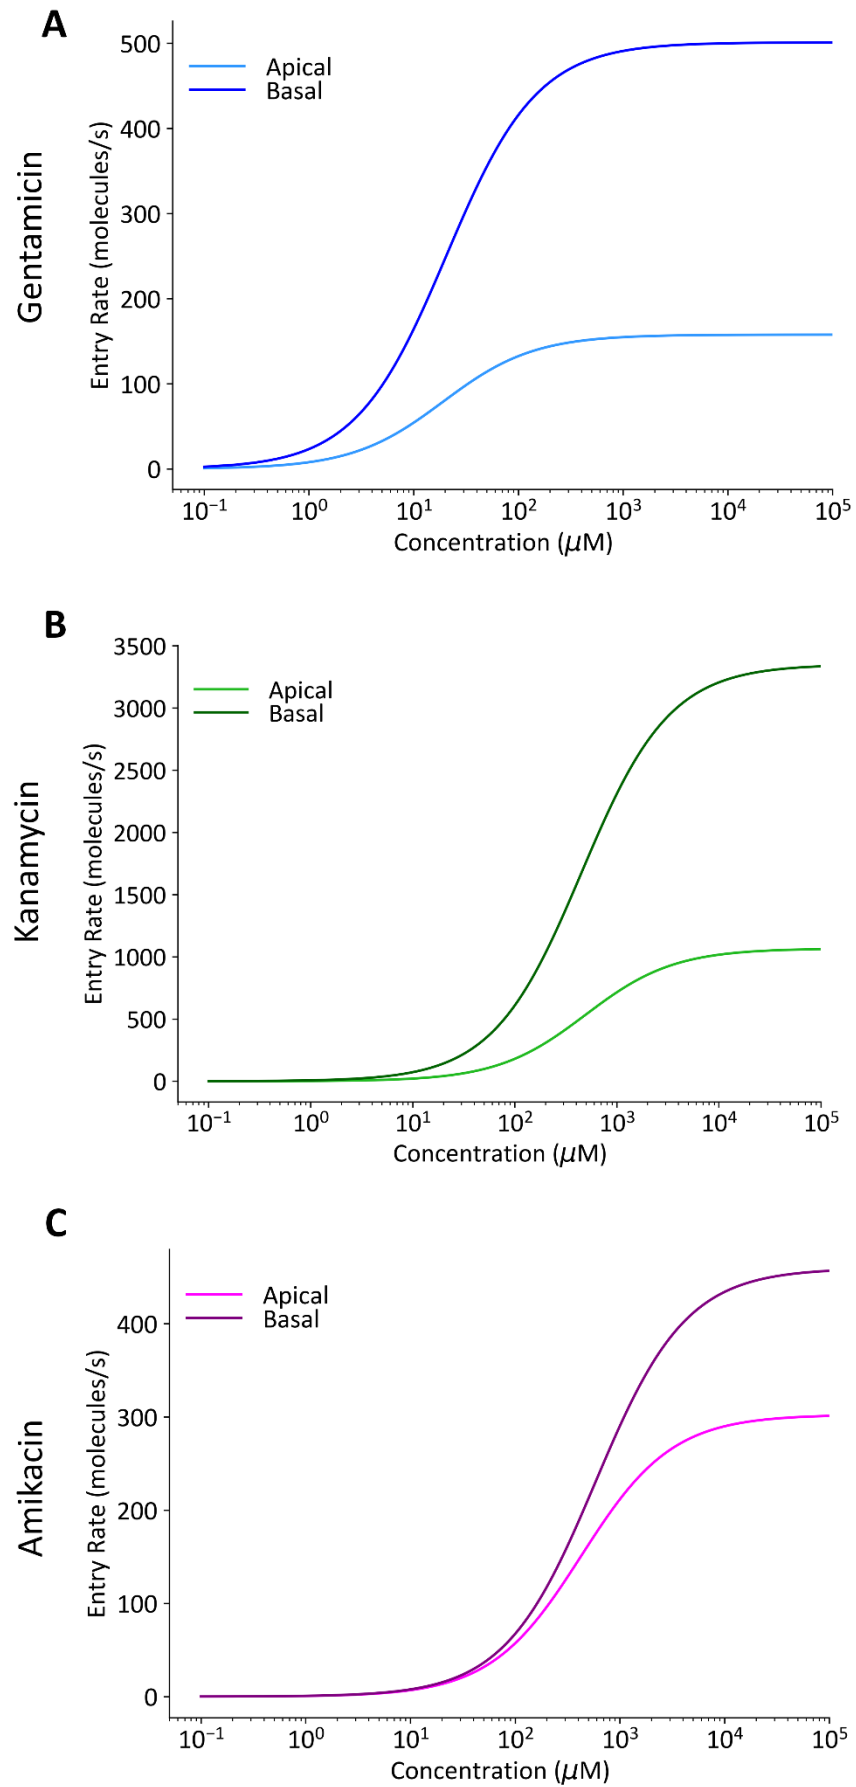 A
Gentamicin
Entry Rate (molecules/s)
500
400
300
200
100
0
Apical
Basal
10⁻¹ 10⁰ 10¹ 10² 10³ 10⁴ 10⁵
Concentration (μM)
B
Kanamycin
Entry Rate (molecules/s)
3500
3000
2500
2000
1500
1000
500
0
Apical
Basal
10⁻¹ 10⁰ 10¹ 10² 10³ 10⁴ 10⁵
Concentration (μM)
C
Amikacin
Entry Rate (molecules/s)
400
300
200
100
0
Apical
Basal
10⁻¹ 10⁰ 10¹ 10² 10³ 10⁴ 10⁵
Concentration (μM)